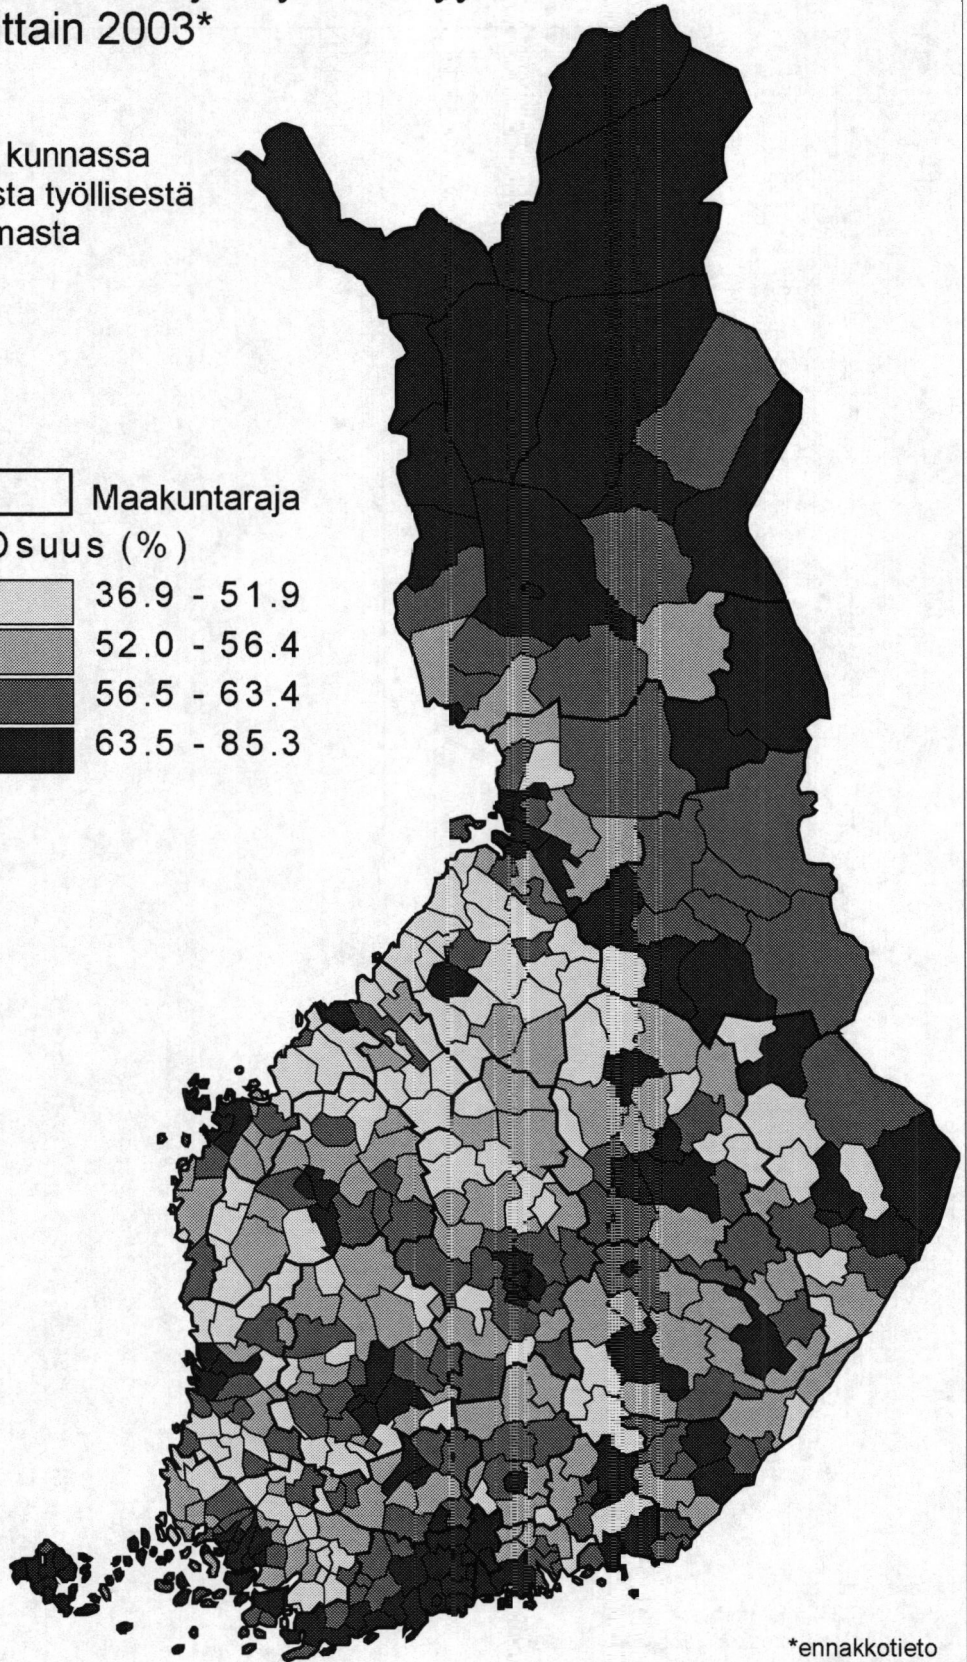 ttain 2003*
kunnassa
sta työllisestä
masta
Maakuntaraja
Osuus (%)
36.9 - 51.9
52.0 - 56.4
56.5 - 63.4
63.5 - 85.3
*ennakkotieto